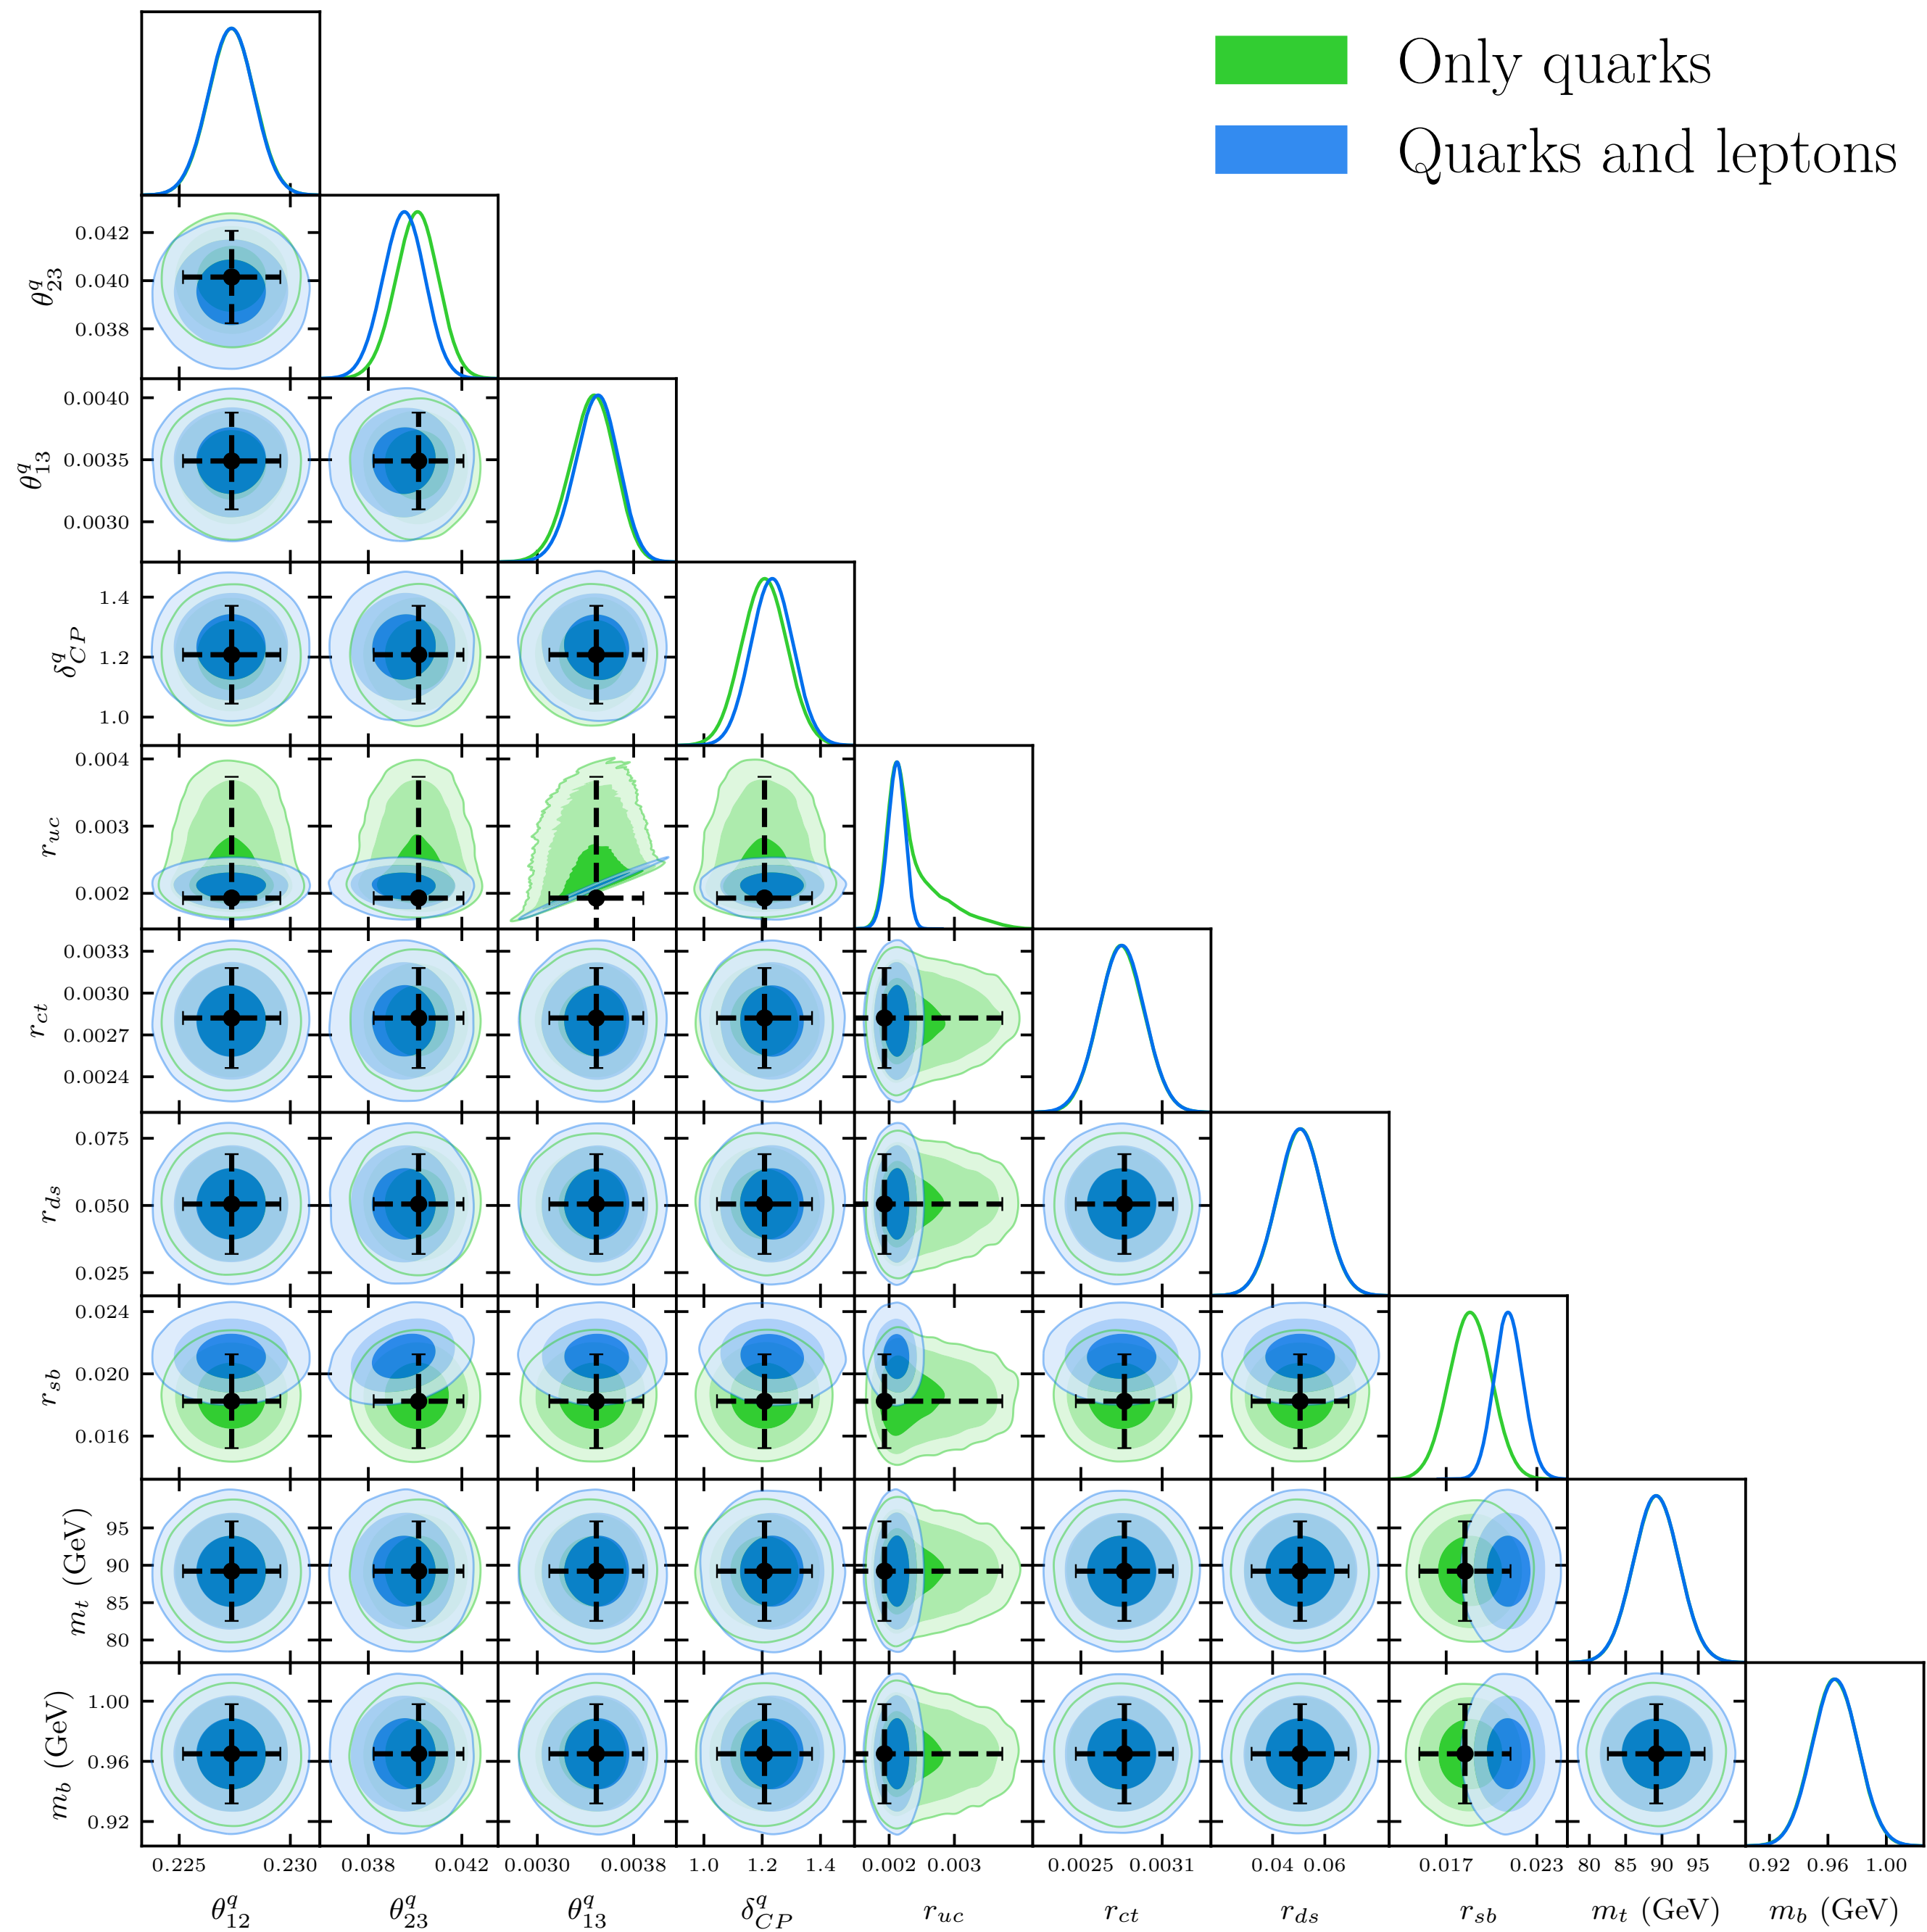 Only quarks
Quarks and leptons
0.042
0.040
0.038
θ^q_23
0.0040
0.0035
0.0030
θ^q_13
1.4
1.2
1.0
δ^q_CP
0.004
0.003
0.002
r_uc
0.0033
0.0030
0.0027
0.0024
r_ct
0.075
0.050
0.025
r_ds
0.024
0.020
0.016
r_sb
95
90
85
80
m_t (GeV)
1.00
0.96
0.92
m_b (GeV)
0.225 0.230 0.038 0.042 0.0030 0.0038 1.0 1.2 1.4 0.002 0.003 0.0025 0.0031 0.04 0.06 0.017 0.023 80 85 90 95 0.92 0.96 1.00
θ^q_12 θ^q_23 θ^q_13 δ^q_CP r_uc r_ct r_ds r_sb m_t (GeV) m_b (GeV)